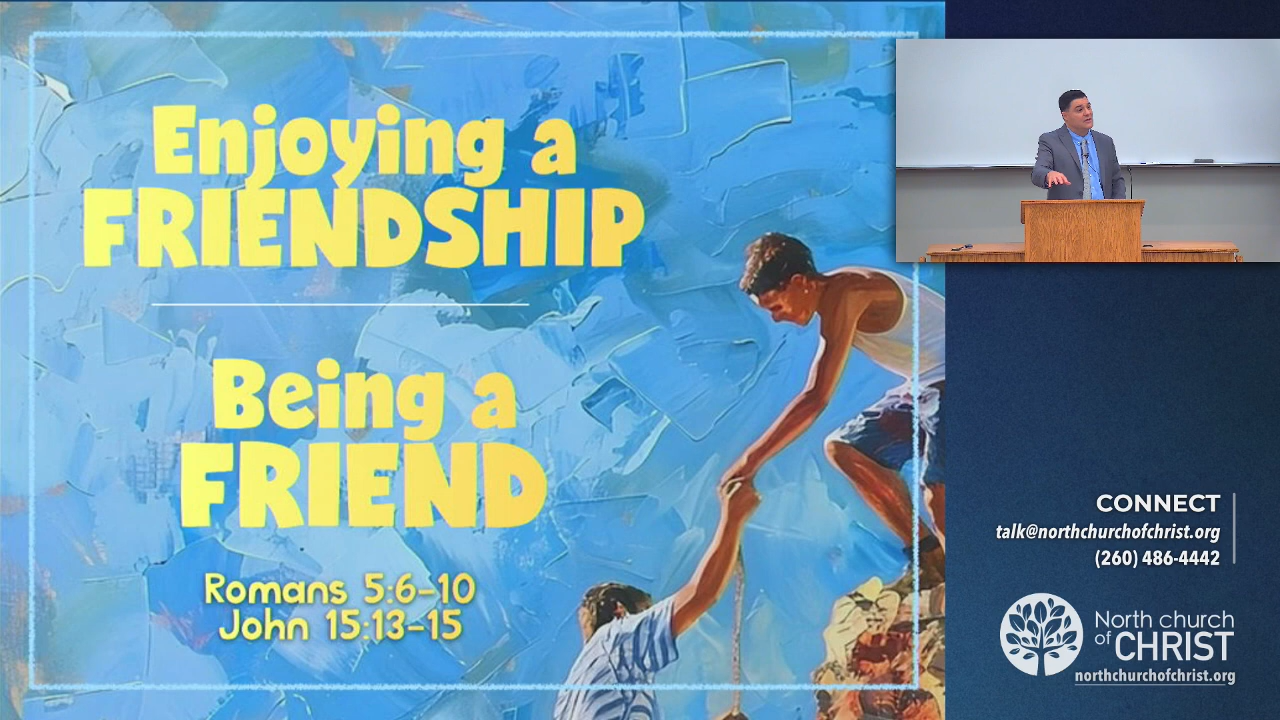 Enjoying a
FRIENDSHIP
Being a
FRIEND
Romans 5:6-10
John 15:13-15
CONNECT
talk@northchurchofchrist.org
(260) 486-4442
North church
of CHRIST
northchurchofchrist.org